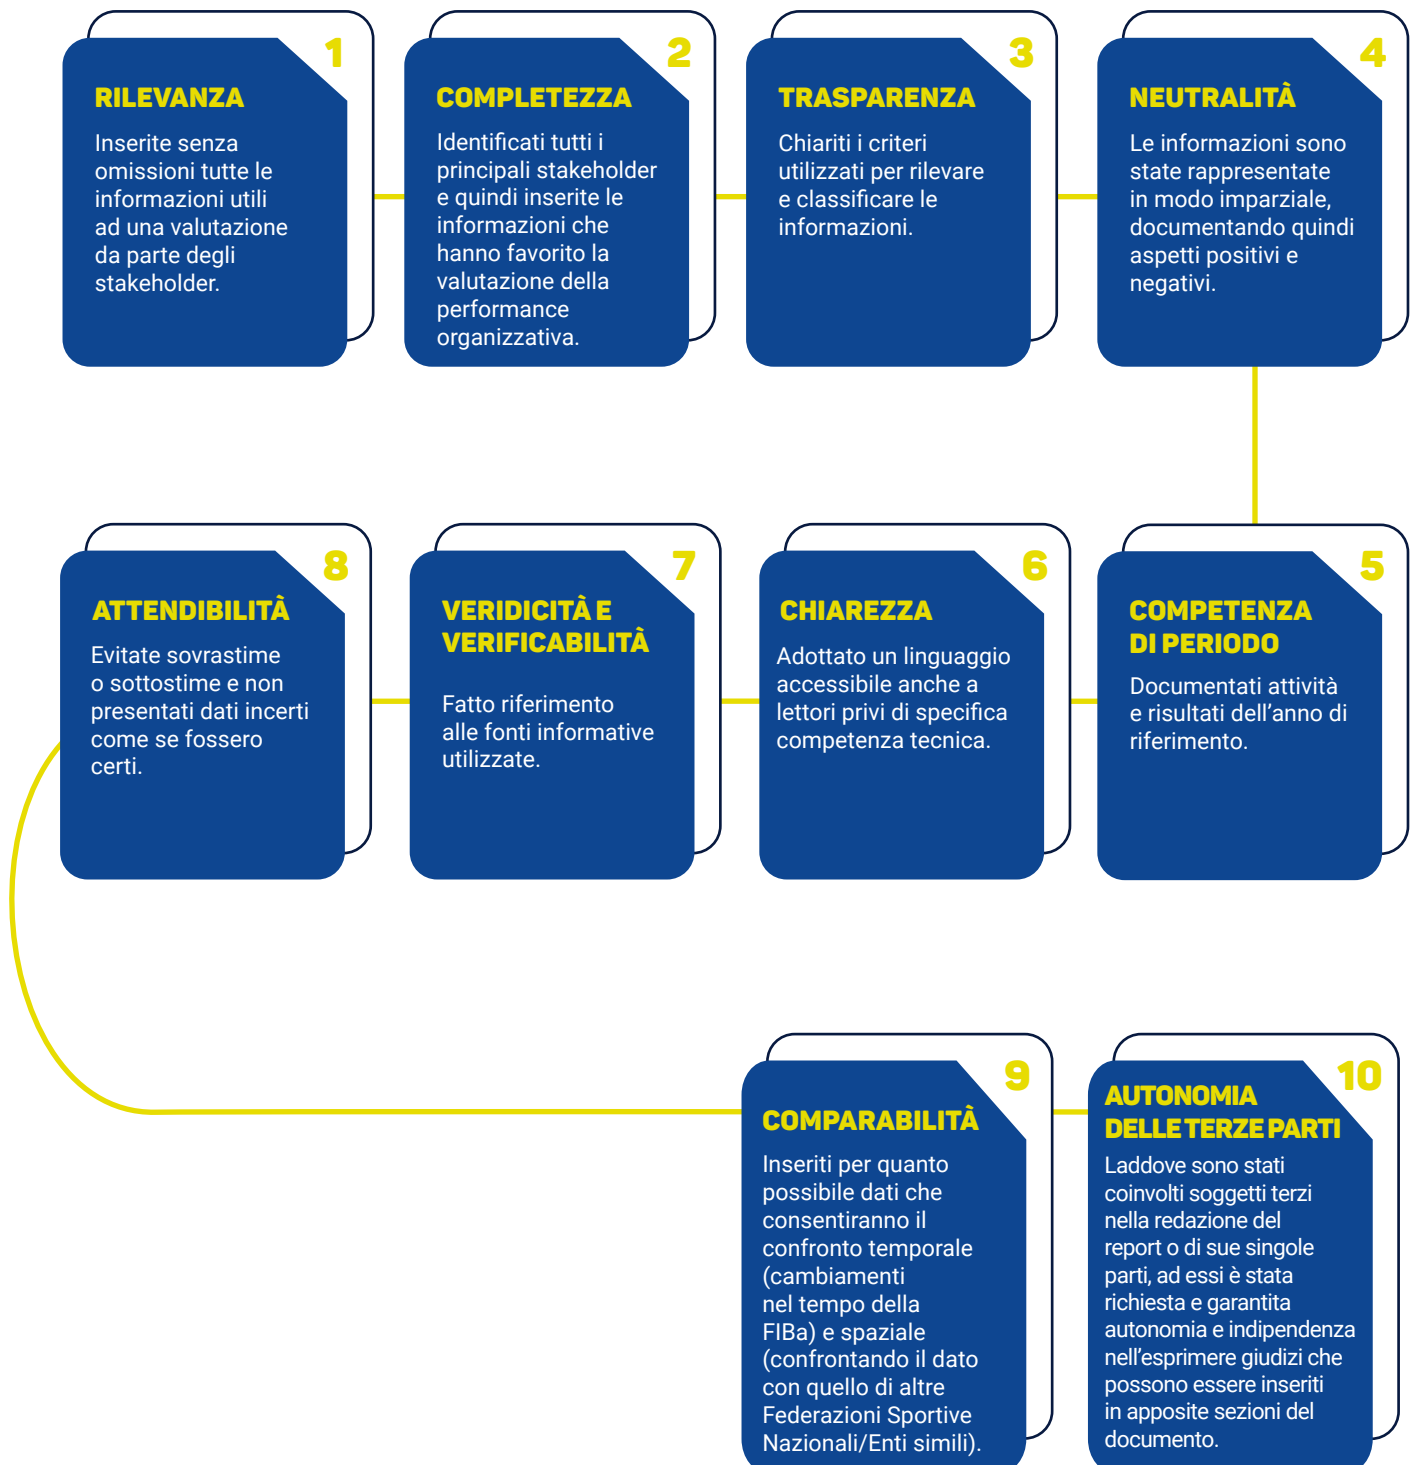 1
RILEVANZA
Inserite senza
omissioni tutte le
informazioni utili
ad una valutazione
da parte degli
stakeholder.
2
COMPLETEZZA
Identificati tutti i
principali stakeholder
e quindi inserite le
informazioni che
hanno favorito la
valutazione della
performance
organizzativa.
3
TRASPARENZA
Chiariti i criteri
utilizzati per rilevare
e classificare le
informazioni.
4
NEUTRALITÀ
Le informazioni sono
state rappresentate
in modo imparziale,
documentando quindi
aspetti positivi e
negativi.
5
COMPETENZA
DI PERIODO
Documentati attività
e risultati dell'anno di
riferimento.
6
CHIAREZZA
Adottato un linguaggio
accessibile anche a
lettori privi di specifica
competenza tecnica.
7
VERIDICITÀ E
VERIFICABILITÀ
Fatto riferimento
alle fonti informative
utilizzate.
8
ATTENDIBILITÀ
Evitate sovrastime
o sottostime e non
presentati dati incerti
come se fossero
certi.
9
COMPARABILITÀ
Inseriti per quanto
possibile dati che
consentiranno il
confronto temporale
(cambiamenti
nel tempo della
FIBa) e spaziale
(confrontando il dato
con quello di altre
Federazioni Sportive
Nazionali/Enti simili).
10
AUTONOMIA
DELLE TERZE PARTI
Laddove sono stati
coinvolti soggetti terzi
nella redazione del
report o di sue singole
parti, ad essi è stata
richiesta e garantita
autonomia e indipendenza
nell'esprimere giudizi che
possono essere inseriti
in apposite sezioni del
documento.